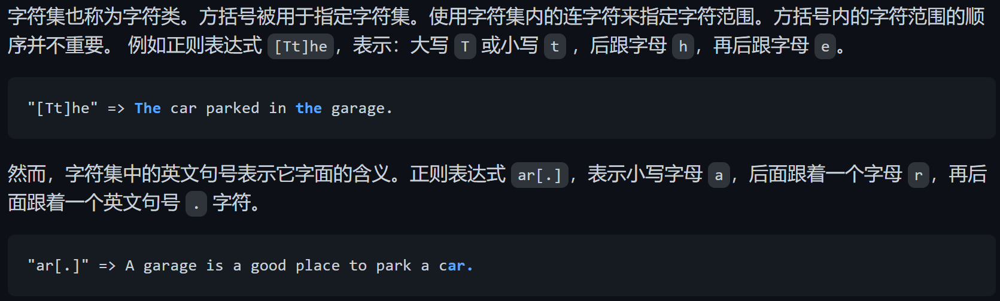 字符集也称为字符类。方括号被用于指定字符集。使用字符集内的连字符来指定字符范围。方括号内的字符范围的顺
序并不重要。 例如正则表达式 [Tt]he，表示：大写 T 或小写 t ，后跟字母 h，再后跟字母 e。
"[Tt]he" => The car parked in the garage.
然而，字符集中的英文句号表示它字面的含义。正则表达式 ar[.]，表示小写字母 a，后面跟着一个字母 r，再后
面跟着一个英文句号 . 字符。
"ar[.]" => A garage is a good place to park a car.